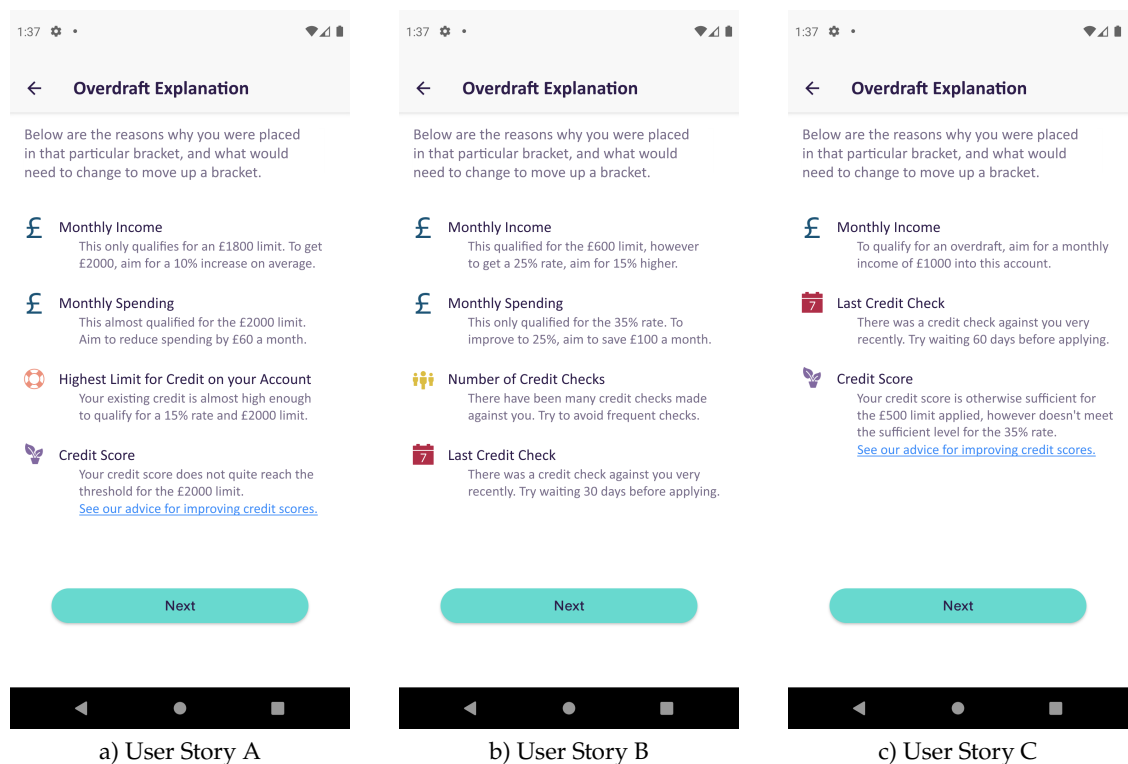 1:37
Overdraft Explanation
Below are the reasons why you were placed
in that particular bracket, and what would
need to change to move up a bracket.
£ Monthly Income
This only qualifies for an £1800 limit. To get
£2000, aim for a 10% increase on average.
£ Monthly Spending
This almost qualified for the £2000 limit.
Aim to reduce spending by £60 a month.
Highest Limit for Credit on your Account
Your existing credit is almost high enough
to qualify for a 15% rate and £2000 limit.
Credit Score
Your credit score does not quite reach the
threshold for the £2000 limit.
See our advice for improving credit scores.
Next
a) User Story A
1:37
Overdraft Explanation
Below are the reasons why you were placed
in that particular bracket, and what would
need to change to move up a bracket.
£ Monthly Income
This qualified for the £600 limit, however
to get a 25% rate, aim for 15% higher.
£ Monthly Spending
This only qualified for the 35% rate. To
improve to 25%, aim to save £100 a month.
Number of Credit Checks
There have been many credit checks made
against you. Try to avoid frequent checks.
7 Last Credit Check
There was a credit check against you very
recently. Try waiting 30 days before applying.
Next
b) User Story B
1:37
Overdraft Explanation
Below are the reasons why you were placed
in that particular bracket, and what would
need to change to move up a bracket.
£ Monthly Income
To qualify for an overdraft, aim for a monthly
income of £1000 into this account.
7 Last Credit Check
There was a credit check against you very
recently. Try waiting 60 days before applying.
Credit Score
Your credit score is otherwise sufficient for
the £500 limit applied, however doesn't meet
the sufficient level for the 35% rate.
See our advice for improving credit scores.
Next
c) User Story C